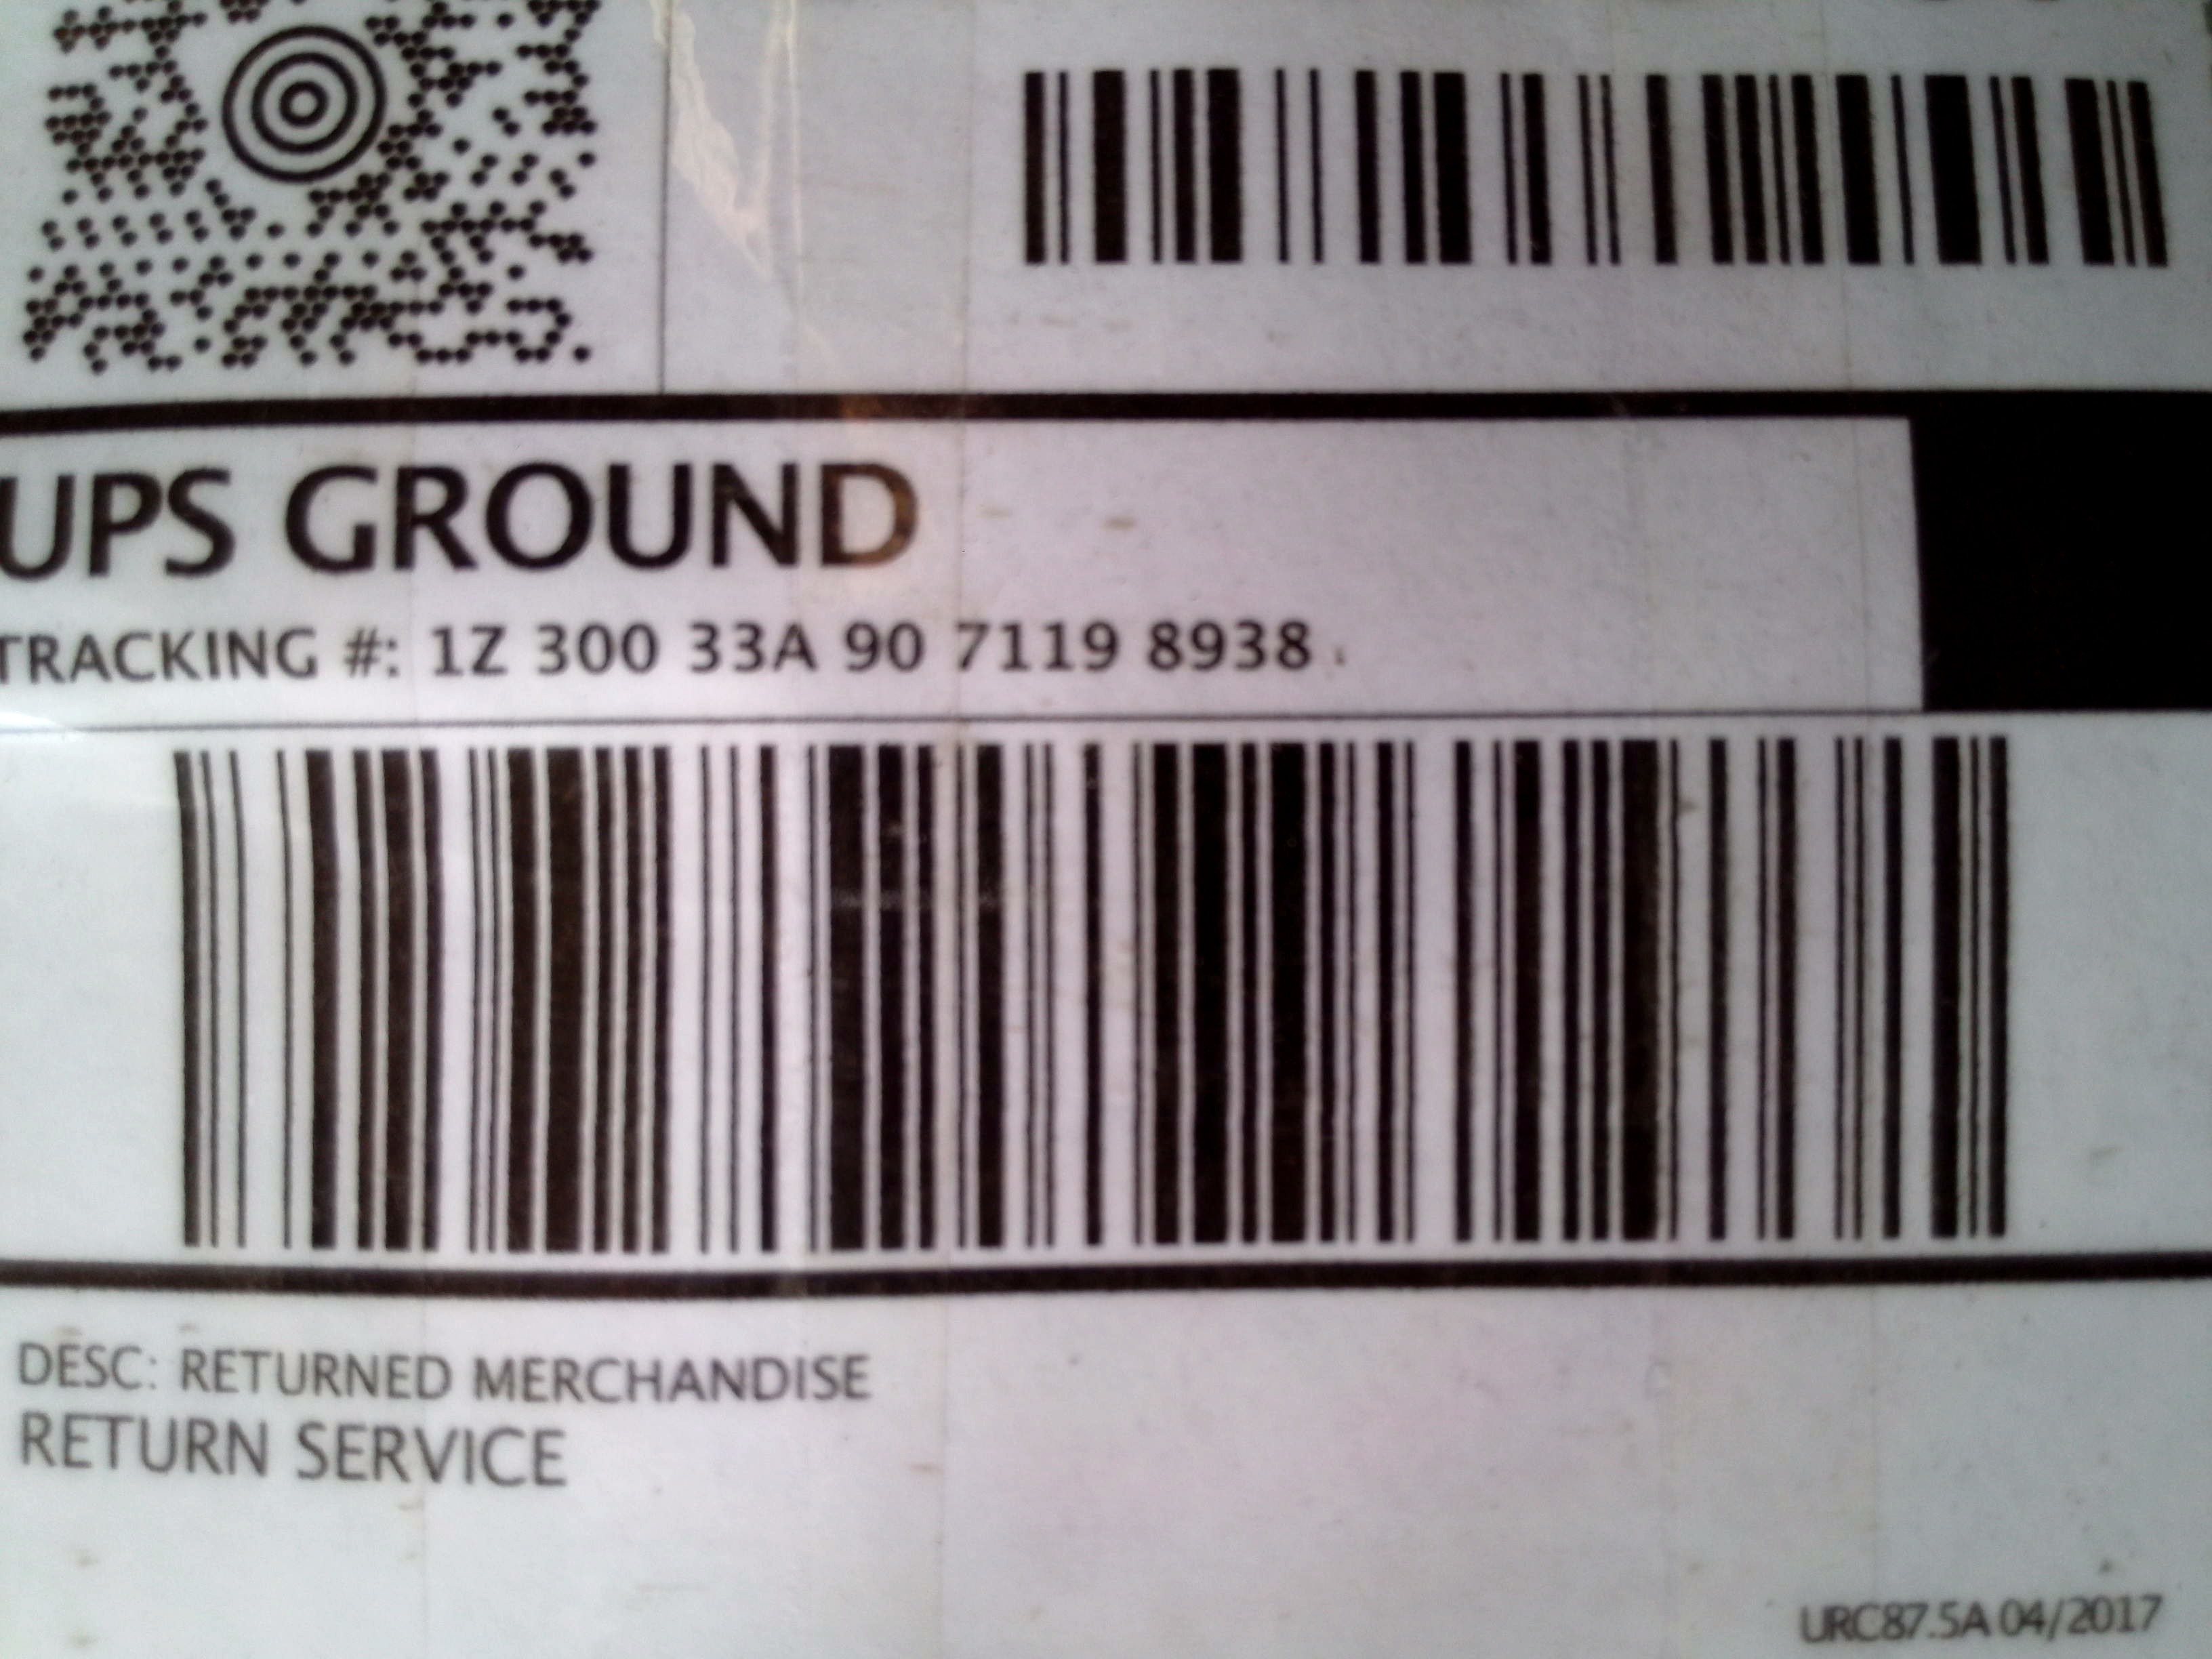 UPS GROUND
TRACKING #: 1Z 300 33A 90 7119 8938
DESC: RETURNED MERCHANDISE
RETURN SERVICE
URC87.5A 04/2017